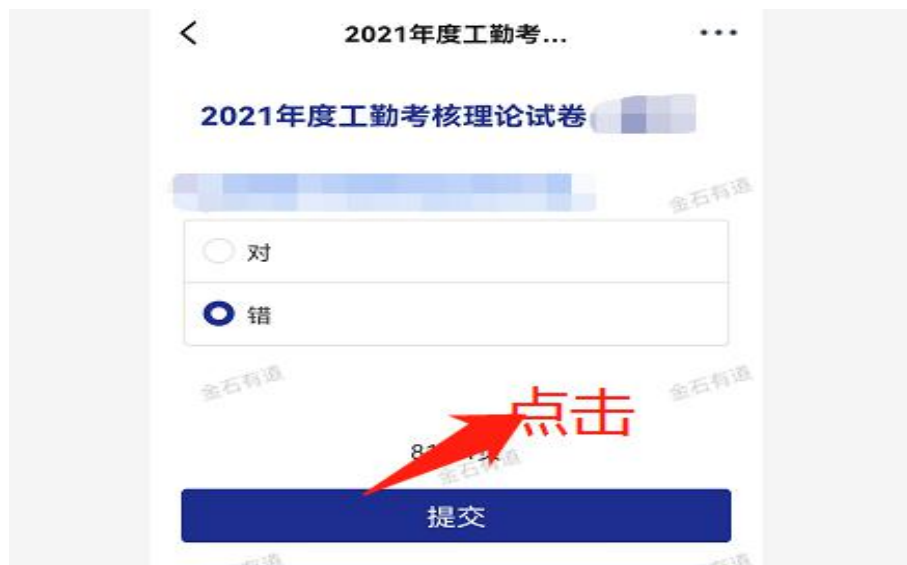 2021年度工勤考...
2021年度工勤考核理论试卷
金石有道
对
错
金石有道
金石有道
点击
金石有道
提交